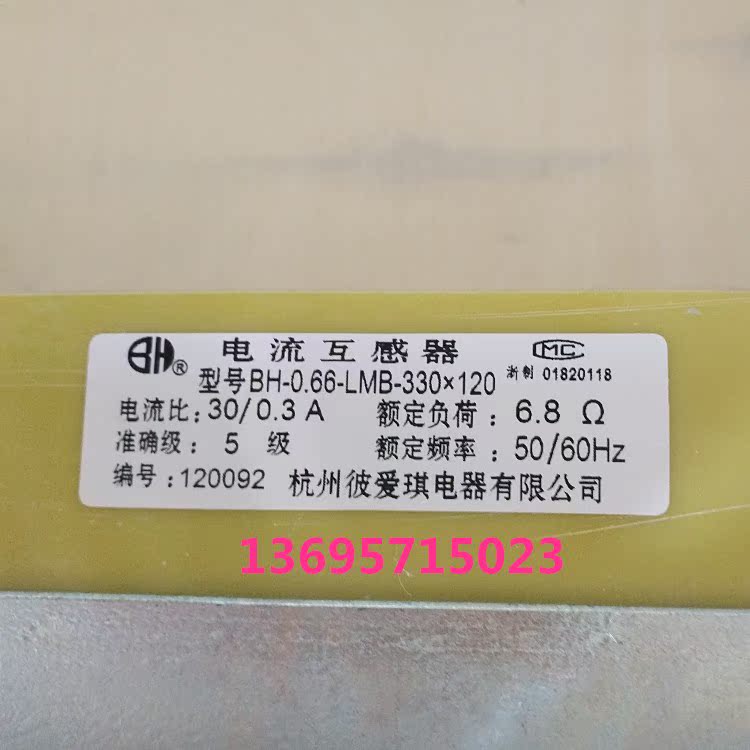 BH® 电流互感器 MC
型号BH-0.66-LMB-330×120 浙制 01820118
电流比: 30/0.3 A 额定负荷: 6.8 Ω
准确级: 5 级 额定频率: 50/60Hz
编号:120092 杭州彼爱琪电器有限公司
13695715023